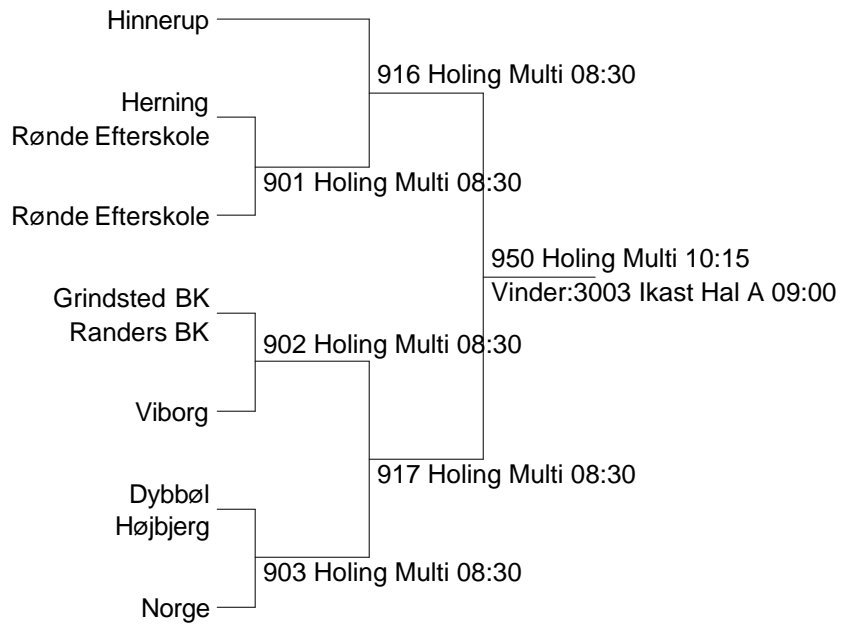 Hinnerup
916 Holing Multi 08:30
Herning
Rønde Efterskole
901 Holing Multi 08:30
Rønde Efterskole
950 Holing Multi 10:15
Vinder:3003 Ikast Hal A 09:00
Grindsted BK
Randers BK
902 Holing Multi 08:30
Viborg
917 Holing Multi 08:30
Dybbøl
Højbjerg
903 Holing Multi 08:30
Norge